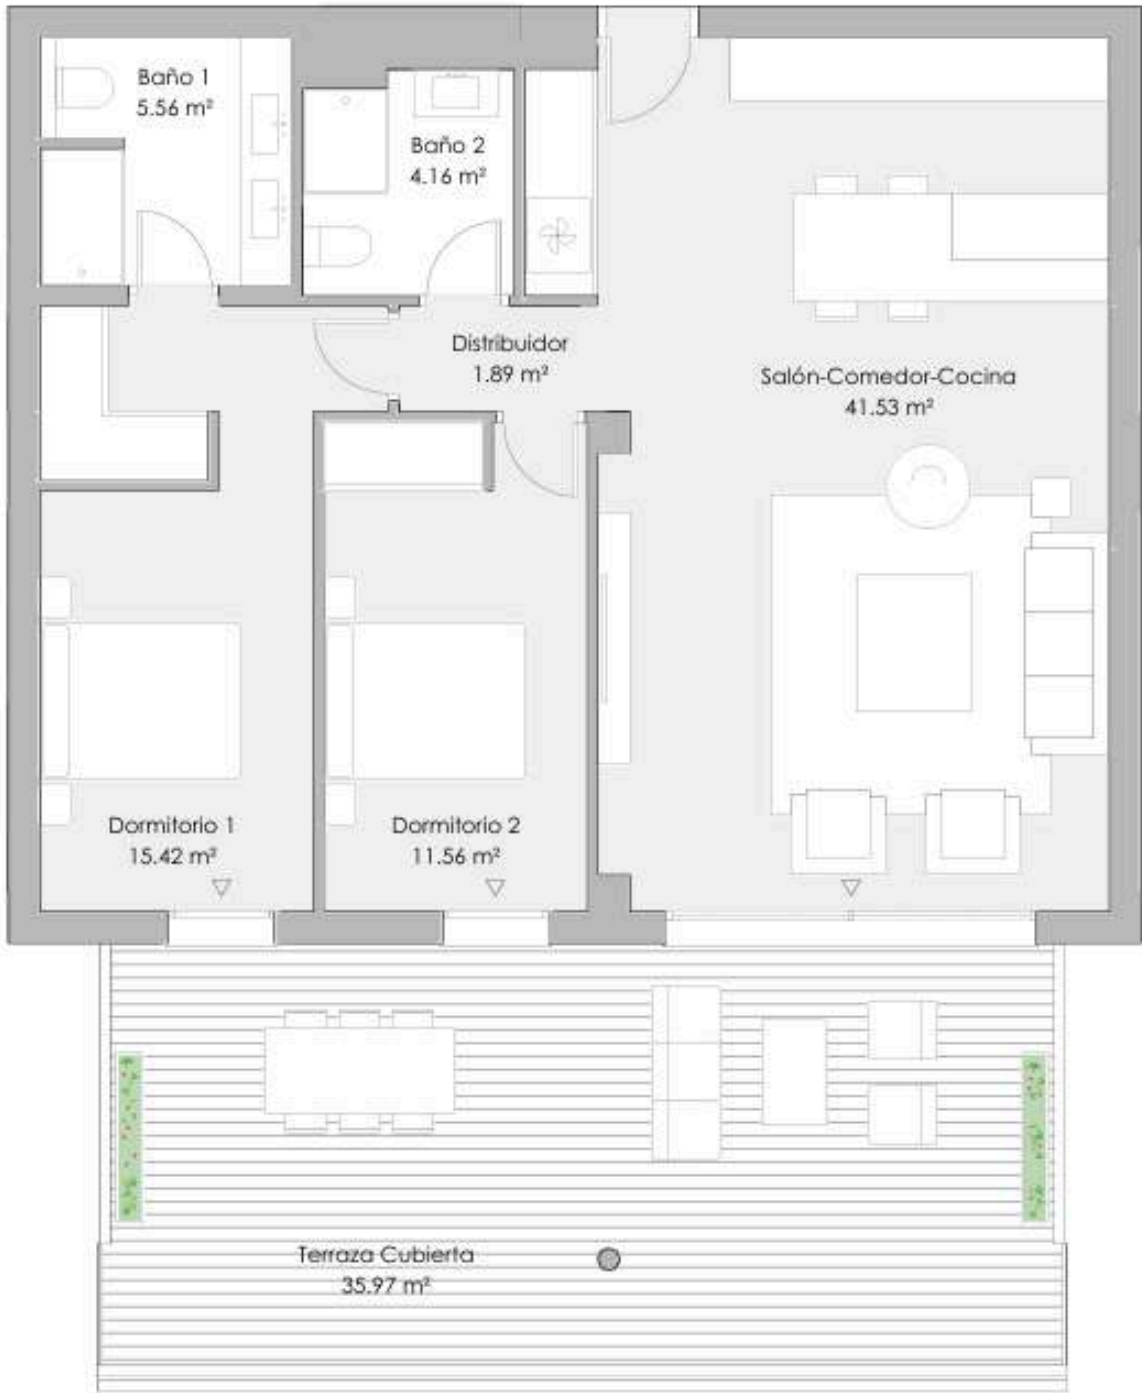 Baño 1
5.56 m²
Baño 2
4.16 m²
Distribuidor
1.89 m²
Salón-Comedor-Cocina
41.53 m²
Dormitorio 1
15.42 m²
Dormitorio 2
11.56 m²
Terraza Cubierta
35.97 m²